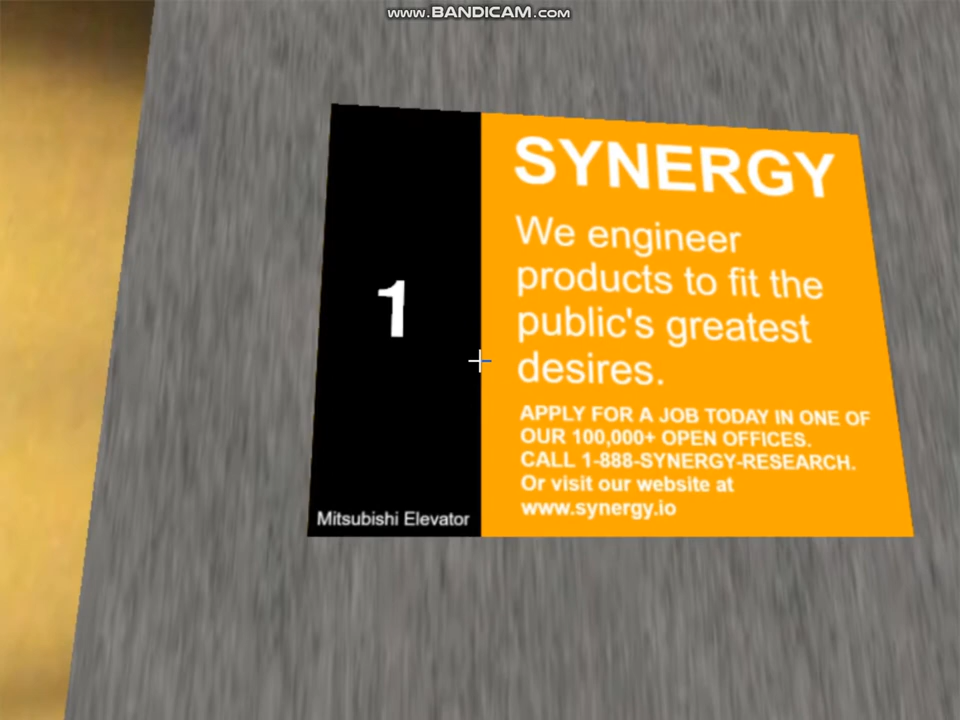 www.BANDICAM.com
1
Mitsubishi Elevator
SYNERGY
We engineer
products to fit the
public's greatest
desires.
APPLY FOR A JOB TODAY IN ONE OF
OUR 100,000+ OPEN OFFICES.
CALL 1-888-SYNERGY-RESEARCH.
Or visit our website at
www.synergy.io